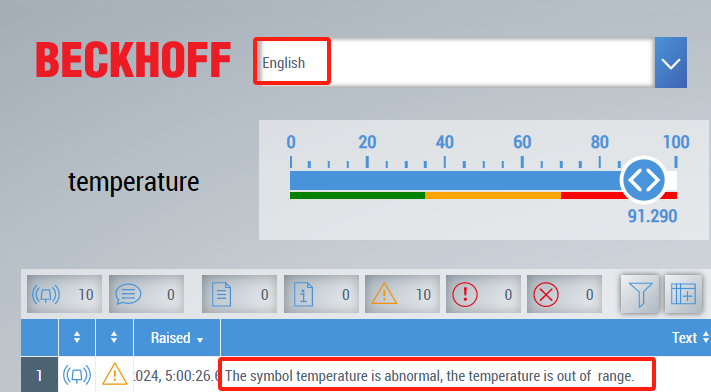 BECKHOFF
English
0 20 40 60 80 100
temperature
91.290
10 0 0 0 10 0 0
Raised Text
1 2024, 5:00:26.6 The symbol temperature is abnormal, the temperature is out of range.